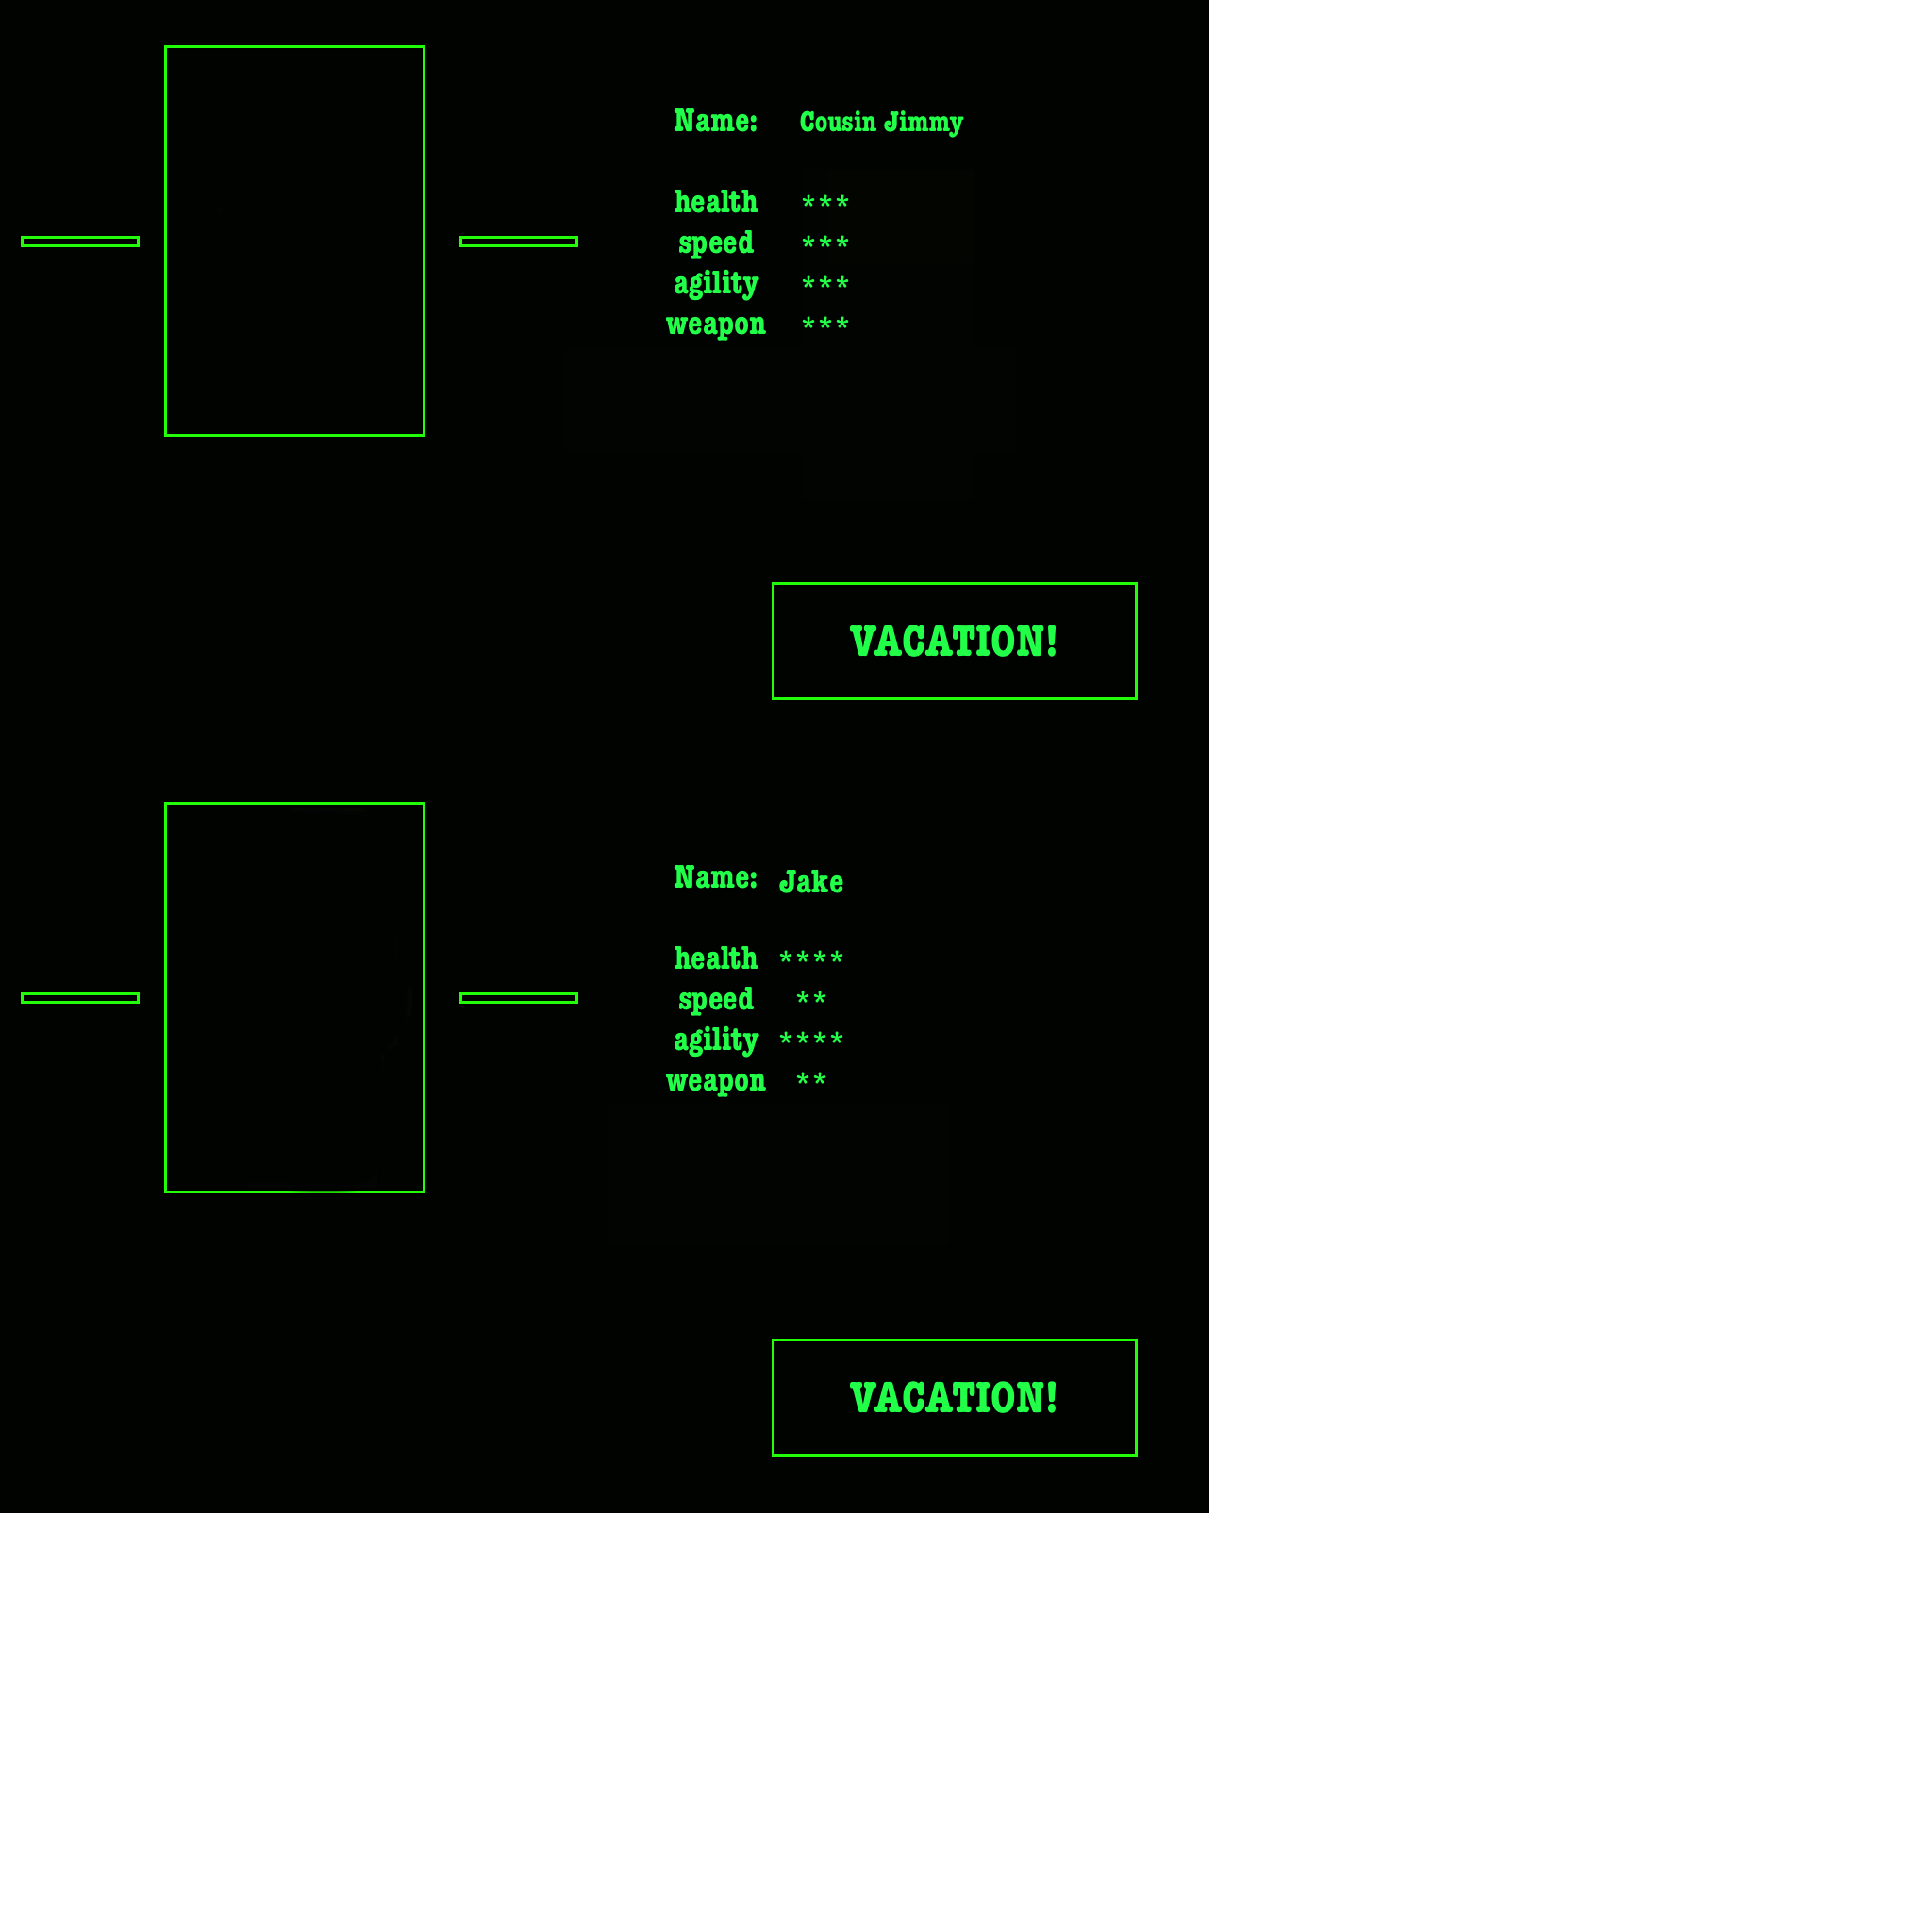 Name: Cousin Jimmy
health ***
speed ***
agility ***
weapon ***
VACATION!
Name: Jake
health ****
speed **
agility ****
weapon **
VACATION!